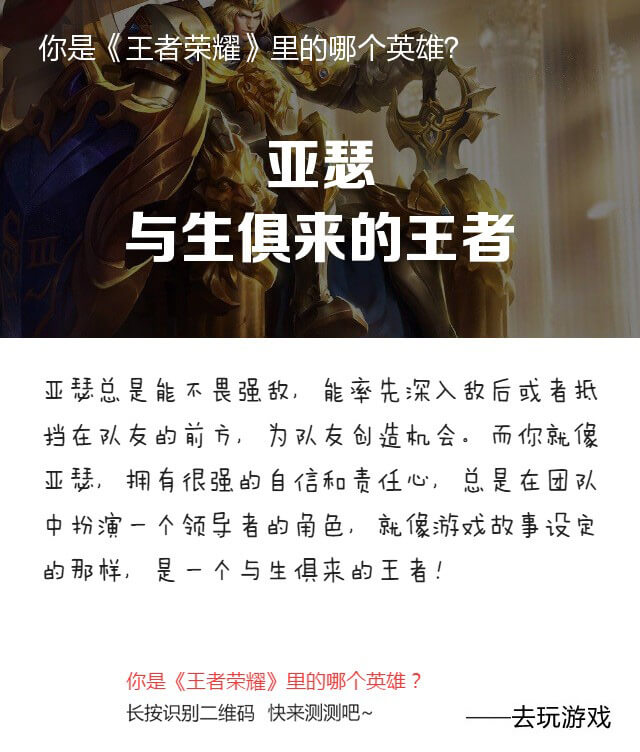 你是《王者荣耀》里的哪个英雄？
亚瑟
与生俱来的王者
亚瑟总是能不畏强敌，能率先深入敌后或者抵
挡在队友的前方，为队友创造机会。而你就像
亚瑟，拥有很强的自信和责任心，总是在团队
中扮演一个领导者的角色，就像游戏故事设定
的那样，是一个与生俱来的王者！
你是《王者荣耀》里的哪个英雄？
长按识别二维码 快来测测吧~
——去玩游戏